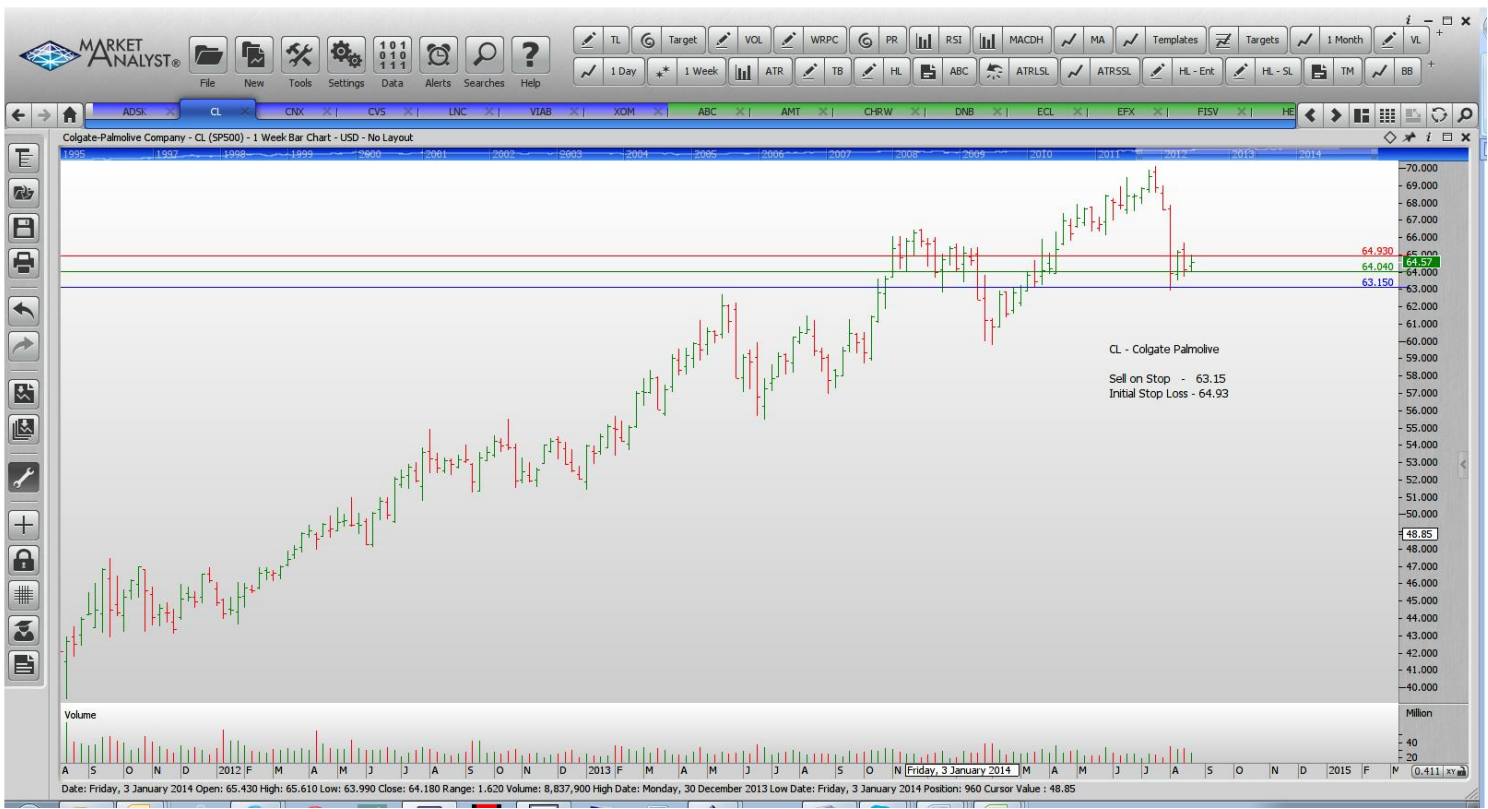 MARKET ANALYST®
TL Target VOL WRPC PR RSI MACDH MA Templates Targets 1 Month VL
1 Day 1 Week ATR TB HL ABC ATRLSL ATRSSL HL - Ent HL - SL TM BB
File New Tools Settings Data Alerts Searches Help
ADSK CL CNX CVS LNC VIAB XOM ABC AMT CHRW DNB ECL EFX FISV HE
Colgate-Palmolive Company - CL (SP500) - 1 Week Bar Chart - USD - No Layout
1995 1997 1998 1999 2000 2001 2002 2003 2004 2005 2006 2007 2008 2009 2010 2011 2012 2013 2014
70.000
69.000
68.000
67.000
66.000
64.930
65.000
64.57
64.040
64.000
63.150
63.000
62.000
61.000
60.000
59.000
58.000
57.000
56.000
55.000
54.000
53.000
52.000
51.000
50.000
48.85
48.000
47.000
46.000
45.000
44.000
43.000
42.000
41.000
40.000
CL - Colgate Palmolive
Sell on Stop - 63.15
Initial Stop Loss - 64.93
Volume
Million
40
20
A S O N D 2012 F M A M J J A S O N D 2013 F M A M J J A S O N Friday, 3 January 2014 M A M J J A S O N D 2015 F M 0.411 XY
Date: Friday, 3 January 2014 Open: 65.430 High: 65.610 Low: 63.990 Close: 64.180 Range: 1.620 Volume: 8,837,900 High Date: Monday, 30 December 2013 Low Date: Friday, 3 January 2014 Position: 960 Cursor Value : 48.85